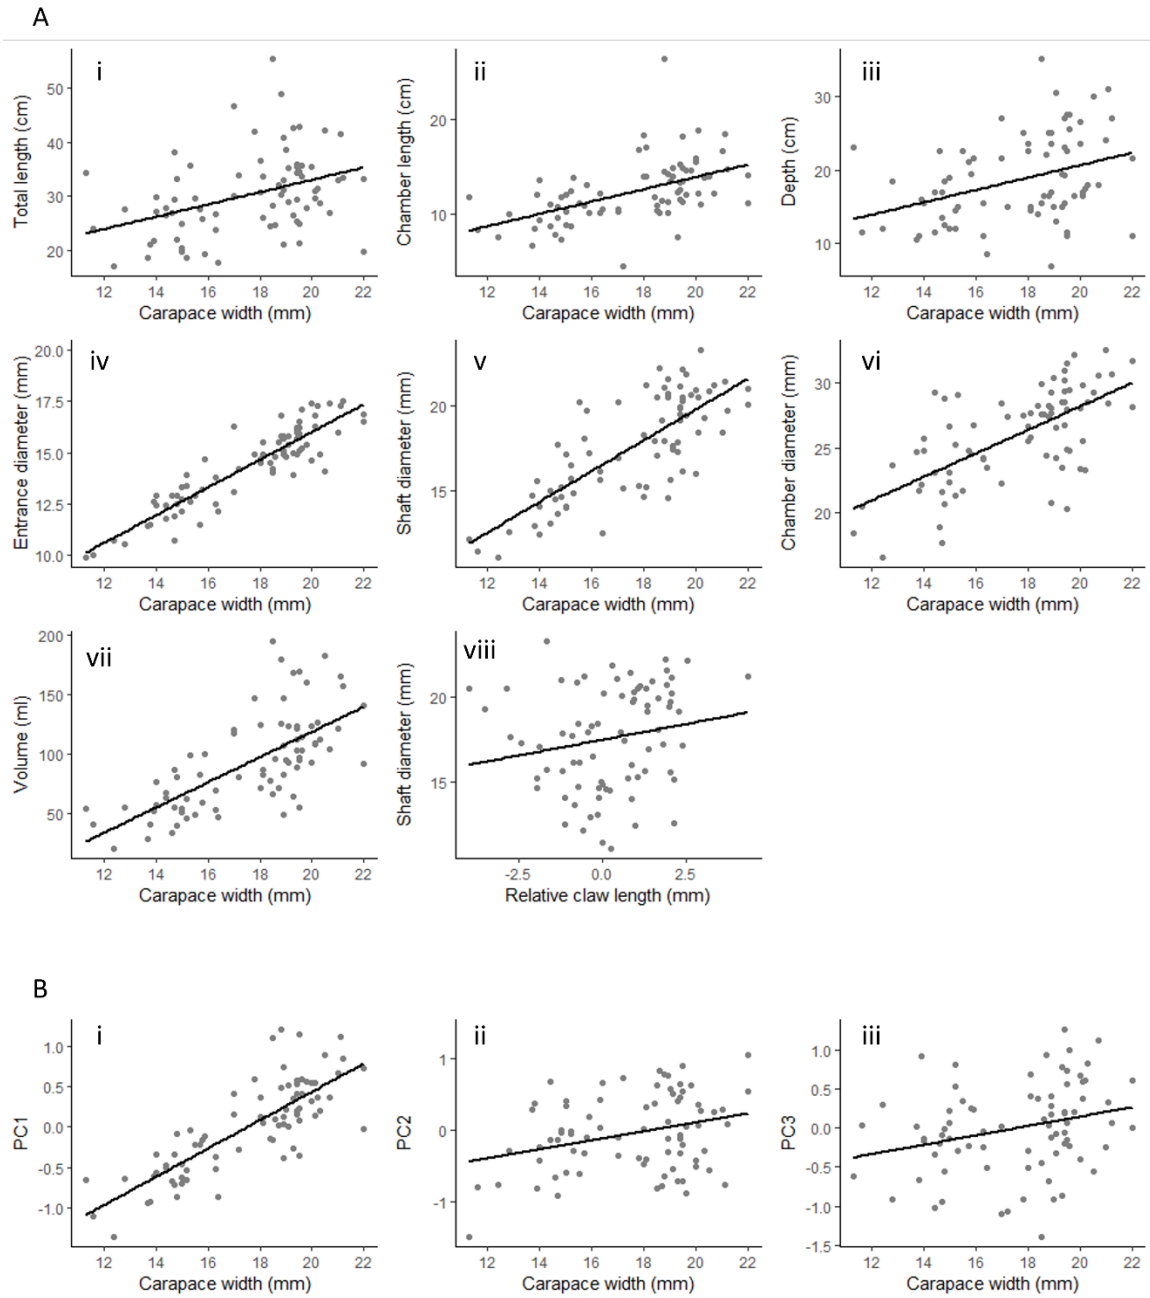 A
i
ii
iii
Total length (cm)
50
40
30
20
12 14 16 18 20 22
Carapace width (mm)
Chamber length (cm)
20
10
12 14 16 18 20 22
Carapace width (mm)
Depth (cm)
30
20
10
12 14 16 18 20 22
Carapace width (mm)
iv
v
vi
Entrance diameter (mm)
20.0
17.5
15.0
12.5
10.0
12 14 16 18 20 22
Carapace width (mm)
Shaft diameter (mm)
20
15
12 14 16 18 20 22
Carapace width (mm)
Chamber diameter (mm)
30
25
20
12 14 16 18 20 22
Carapace width (mm)
vii
viii
Volume (ml)
200
150
100
50
12 14 16 18 20 22
Carapace width (mm)
Shaft diameter (mm)
20
15
-2.5 0.0 2.5
Relative claw length (mm)
B
i
ii
iii
PC1
1.0
0.5
0.0
-0.5
-1.0
12 14 16 18 20 22
Carapace width (mm)
PC2
1
0
-1
12 14 16 18 20 22
Carapace width (mm)
PC3
1.0
0.5
0.0
-0.5
-1.0
-1.5
12 14 16 18 20 22
Carapace width (mm)